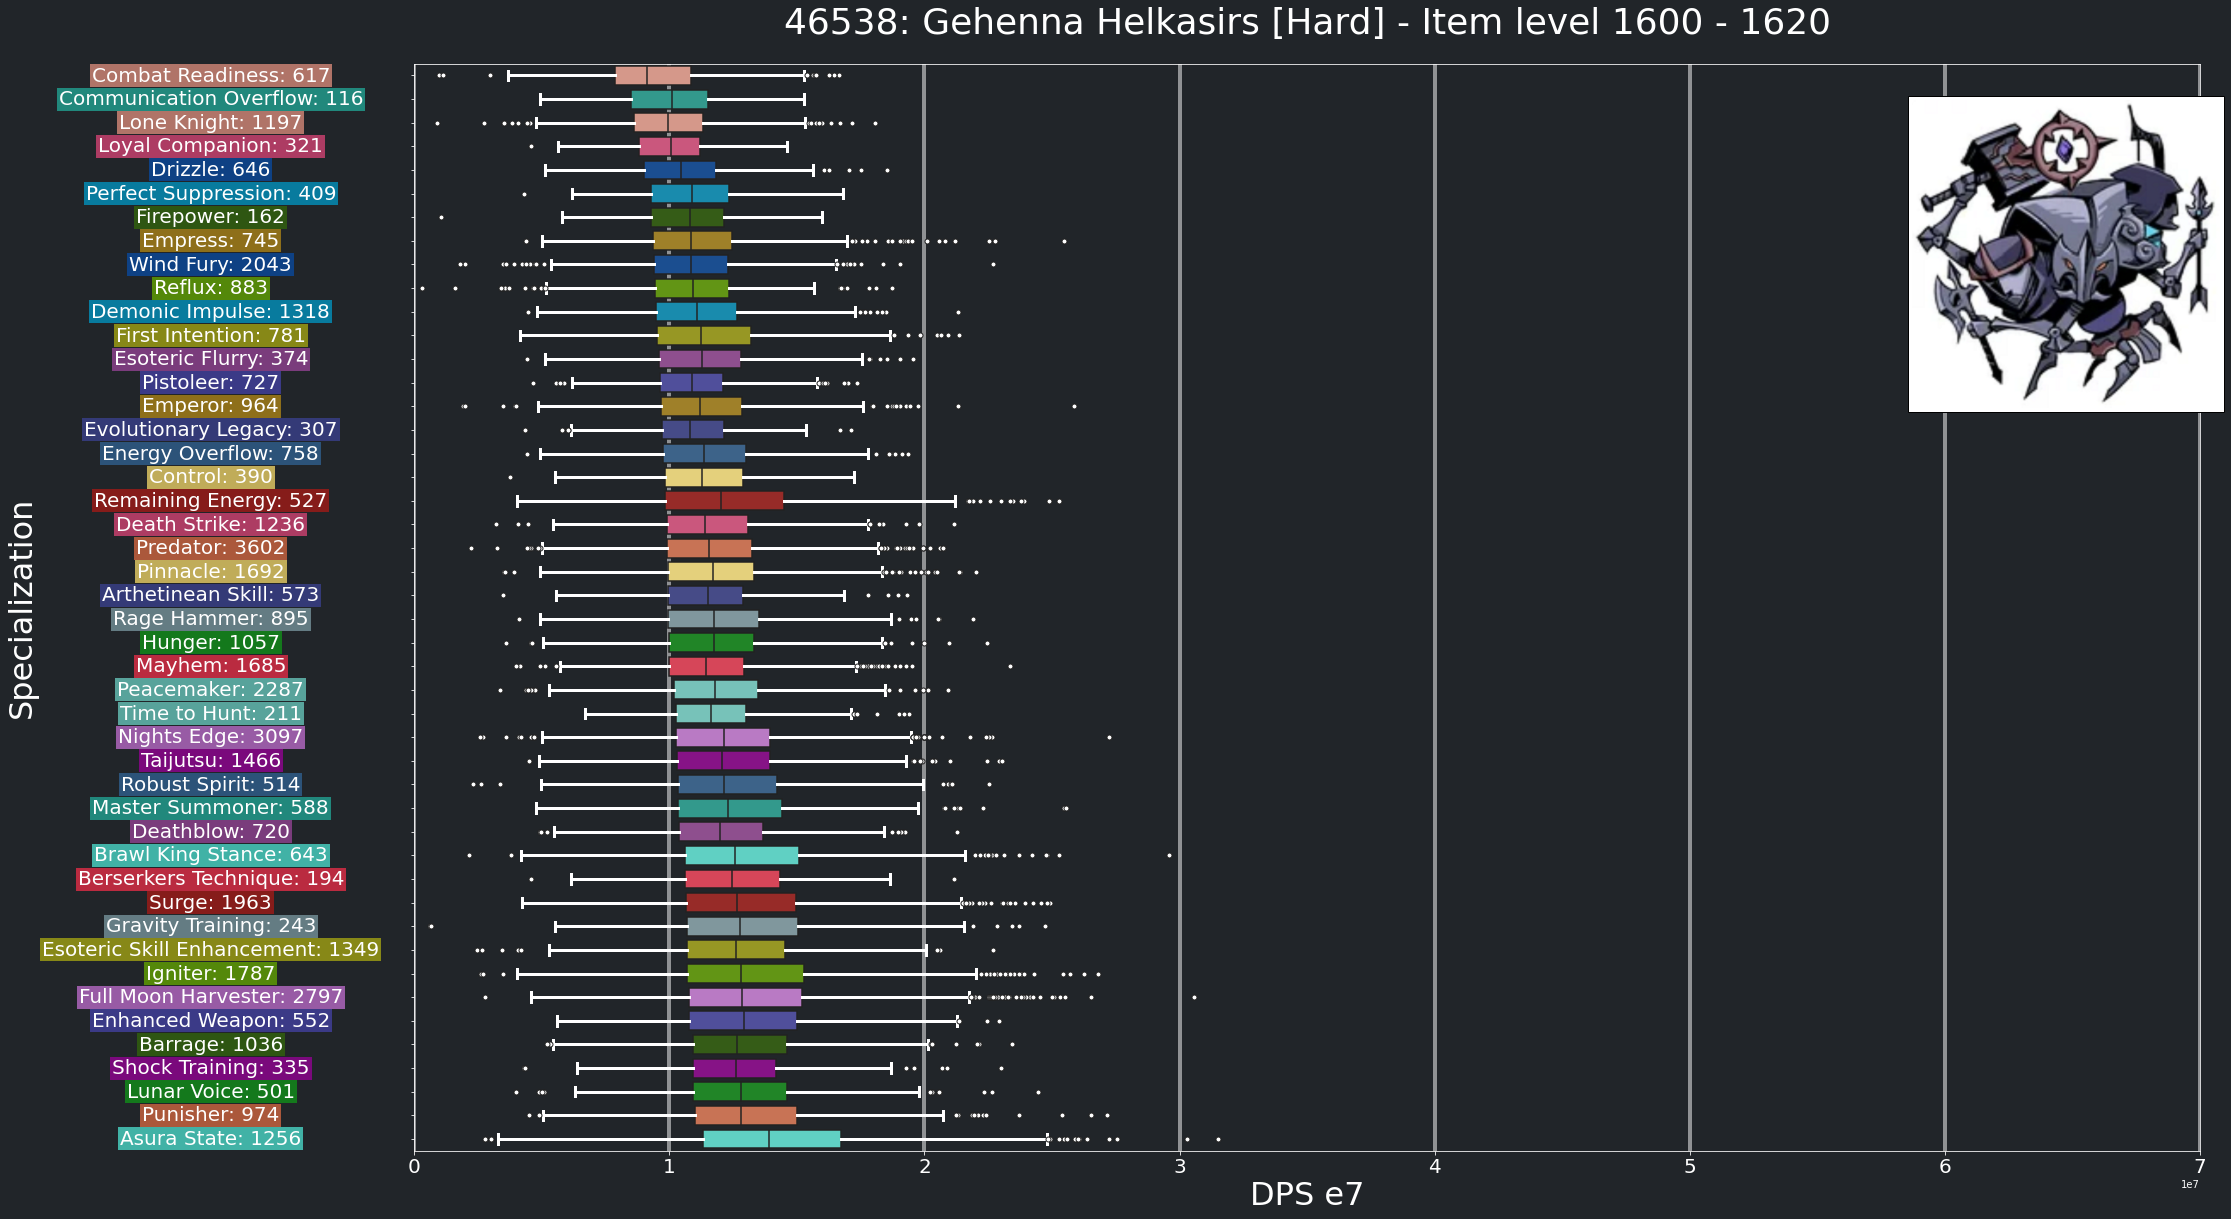 46538: Gehenna Helkasirs [Hard] - Item level 1600 - 1620
Combat Readiness: 617
Communication Overflow: 116
Lone Knight: 1197
Loyal Companion: 321
Drizzle: 646
Perfect Suppression: 409
Firepower: 162
Empress: 745
Wind Fury: 2043
Reflux: 883
Demonic Impulse: 1318
First Intention: 781
Esoteric Flurry: 374
Pistoleer: 727
Emperor: 964
Evolutionary Legacy: 307
Energy Overflow: 758
Control: 390
Remaining Energy: 527
Death Strike: 1236
Predator: 3602
Pinnacle: 1692
Arthetinean Skill: 573
Rage Hammer: 895
Hunger: 1057
Mayhem: 1685
Peacemaker: 2287
Time to Hunt: 211
Nights Edge: 3097
Taijutsu: 1466
Robust Spirit: 514
Master Summoner: 588
Deathblow: 720
Brawl King Stance: 643
Berserkers Technique: 194
Surge: 1963
Gravity Training: 243
Esoteric Skill Enhancement: 1349
Igniter: 1787
Full Moon Harvester: 2797
Enhanced Weapon: 552
Barrage: 1036
Shock Training: 335
Lunar Voice: 501
Punisher: 974
Asura State: 1256
Specialization
0 1 2 3 4 5 6 7
1e7
DPS e7